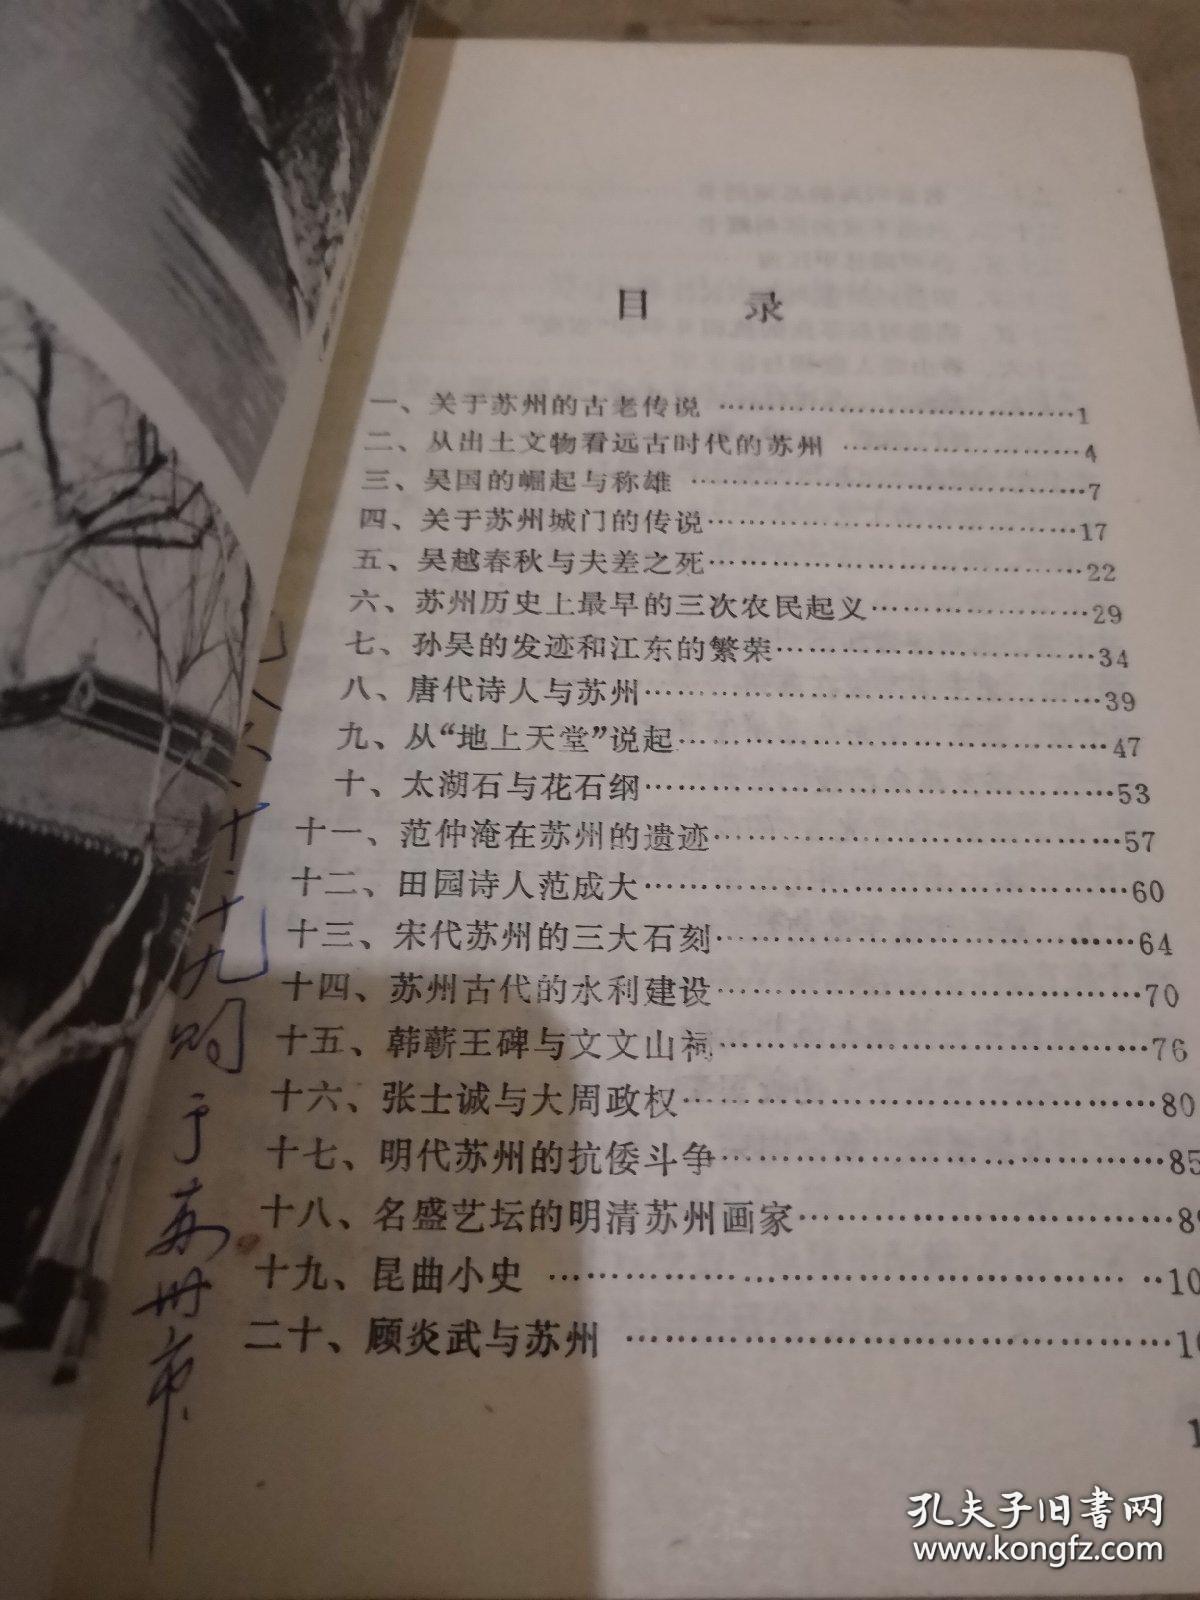 目 录
一、关于苏州的古老传说 …………………………………1
二、从出土文物看远古时代的苏州 ………………………4
三、吴国的崛起与称雄 ……………………………………7
四、关于苏州城门的传说…………………………………17
五、吴越春秋与夫差之死…………………………………22
六、苏州历史上最早的三次农民起义……………………29
七、孙吴的发迹和江东的繁荣……………………………34
八、唐代诗人与苏州………………………………………39
九、从“地上天堂”说起……………………………………47
十、太湖石与花石纲………………………………………53
十一、范仲淹在苏州的遗迹…………………………………57
十二、田园诗人范成大………………………………………60
十三、宋代苏州的三大石刻…………………………………64
十四、苏州古代的水利建设…………………………………70
十五、韩蕲王碑与文文山祠…………………………………76
十六、张士诚与大周政权……………………………………80
十七、明代苏州的抗倭斗争…………………………………85
十八、名盛艺坛的明清苏州画家……………………………89
十九、昆曲小史 ……………………………………………10
二十、顾炎武与苏州 ………………………………………10
1
八六.十.十九购于苏州市
孔夫子旧书网
www.kongfz.com